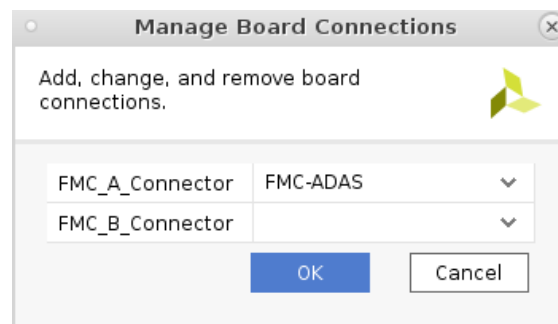 Manage Board Connections
Add, change, and remove board
connections.
FMC_A_Connector FMC-ADAS
FMC_B_Connector
OK Cancel